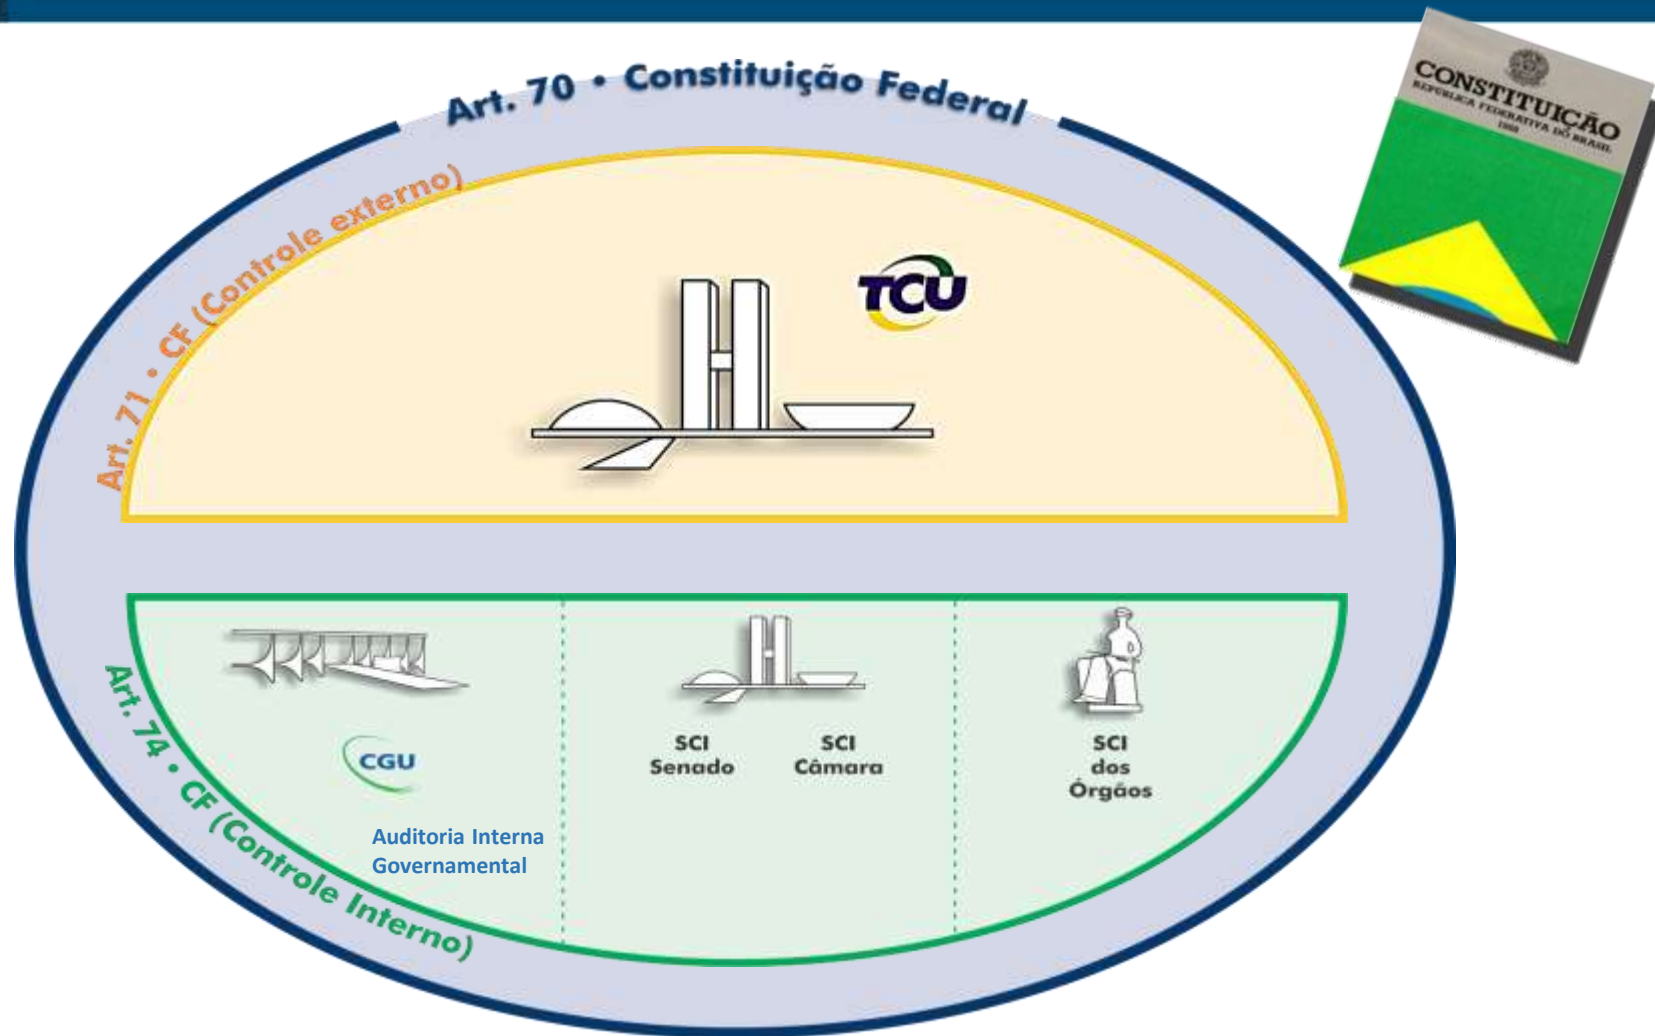 Art. 70 • Constituição Federal
CONSTITUIÇÃO
REPÚBLICA FEDERATIVA DO BRASIL
1988
Art. 71 • CF (Controle externo)
TCU
Art. 74 • CF (Controle Interno)
CGU
Auditoria Interna
Governamental
SCI
Senado
SCI
Câmara
SCI
dos
Órgãos